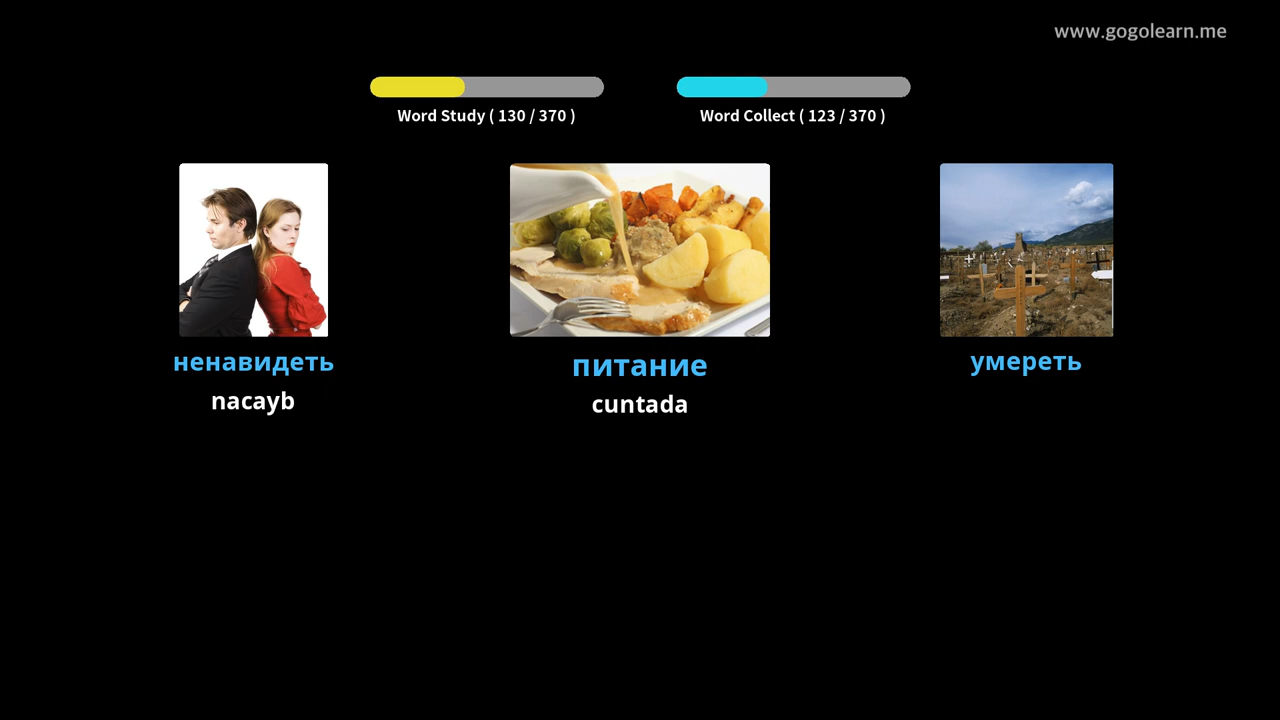 www.gogolearn.me
Word Study ( 130 / 370 )
Word Collect ( 123 / 370 )
ненавидеть
nacayb
питание
cuntada
умереть